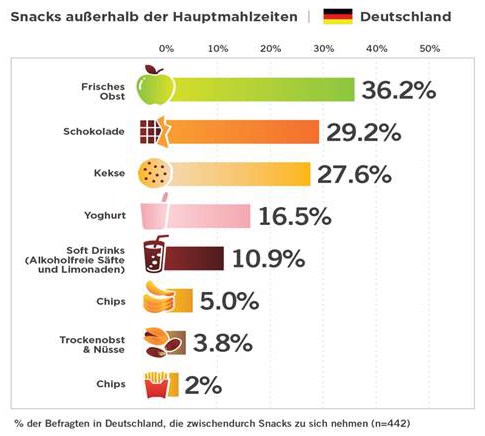 Snacks außerhalb der Hauptmahlzeiten | Deutschland
0% 10% 20% 30% 40% 50%
Frisches
Obst
36.2%
Schokolade
29.2%
Kekse
27.6%
Yoghurt
16.5%
Soft Drinks
(Alkoholfreie Säfte
und Limonaden)
10.9%
Chips
5.0%
Trockenobst
& Nüsse
3.8%
Chips
2%
% der Befragten in Deutschland, die zwischendurch Snacks zu sich nehmen (n=442)